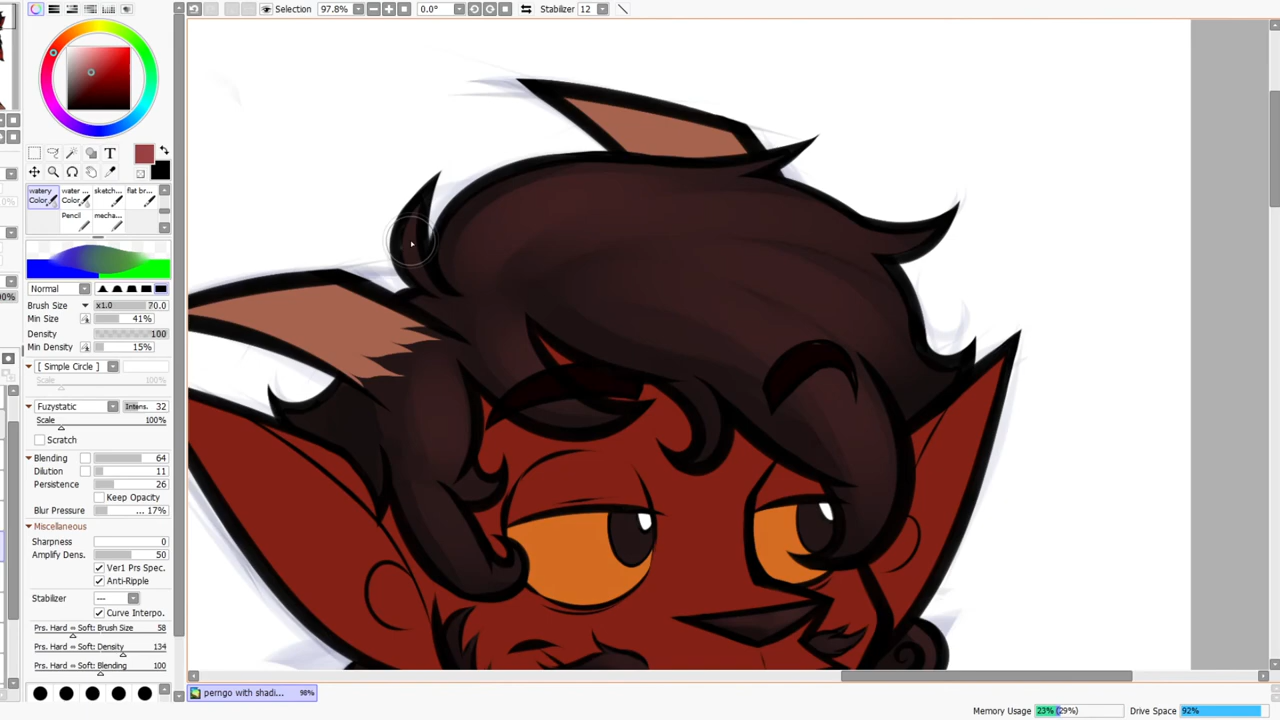 Selection 97.8% 0.0° Stabilizer 12
T
watery Color
water ... Color
sketch...
flat br...
Pencil
mecha...
Normal
Brush Size x1.0 70.0
Min Size 41%
Density 100
Min Density 15%
[ Simple Circle ]
Scale 100%
Fuzystatic Intens. 32
Scale 100%
Scratch
Blending 64
Dilution 11
Persistence 26
Keep Opacity
Blur Pressure ... 17%
Miscellaneous
Sharpness 0
Amplify Dens. 50
Ver1 Prs Spec.
Anti-Ripple
Stabilizer ---
Curve Interpo.
Prs. Hard ↔ Soft: Brush Size 58
Prs. Hard ↔ Soft: Density 134
Prs. Hard ↔ Soft: Blending 100
perngo with shadi... 98%
Memory Usage 23% (29%) Drive Space 92%